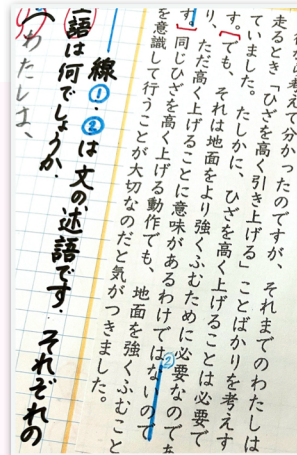 考えて分かったのですが、それまでのわたしは
走るとき「ひざを高く引き上げる」ことばかりを考えす
ていました。たしかに、ひざを高く上げることは必要で
す。でも、それは地面をより強くふむために必要なのであ
り、ただ高く上げることに意味があるわけではないので
す。同じひざを高く上げる動作でも、地面を強くふむこと
を意識して行うことが大切なのだと気がつきました。
②
線①・②は文の述語です。それぞれの
主語は何でしょうか。
(わたしは、